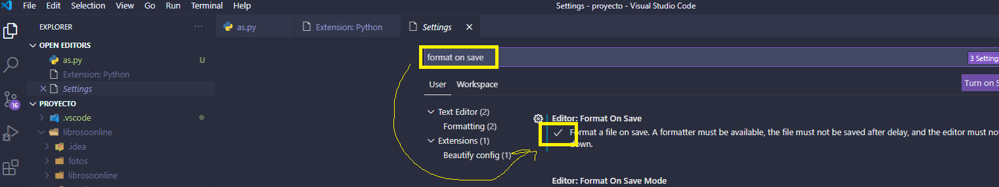 File Edit Selection View Go Run Terminal Help
Settings - proyecto - Visual Studio Code
EXPLORER
as.py
Extension: Python
Settings
OPEN EDITORS
as.py U
Extension: Python
Settings
PROYECTO
.vscode
librosoonline
.idea
fotos
librosoonline
16
format on save
3 Settings
User Workspace
Turn on S
Text Editor (2)
Formatting (2)
Extensions (1)
Beautify config (1)
Editor: Format On Save
Format a file on save. A formatter must be available, the file must not be saved after delay, and the editor must not
down.
Editor: Format On Save Mode